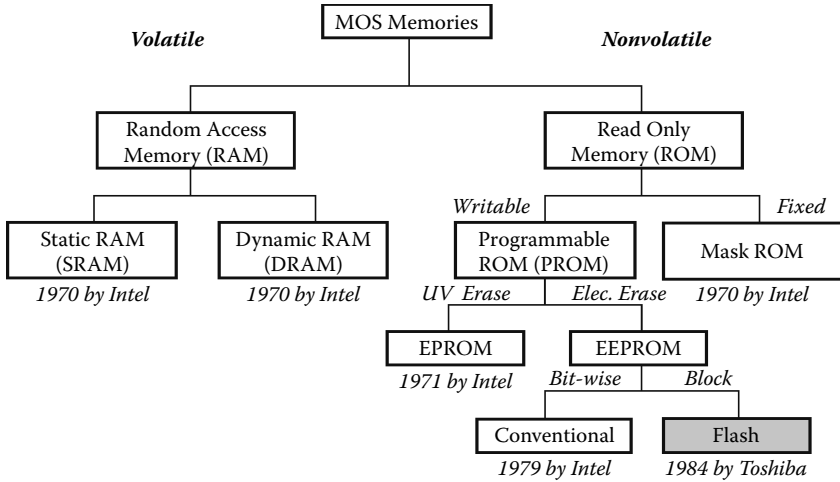 MOS Memories
Volatile
Nonvolatile
Random Access
Memory (RAM)
Read Only
Memory (ROM)
Writable
Fixed
Static RAM
(SRAM)
Dynamic RAM
(DRAM)
Programmable
ROM (PROM)
Mask ROM
1970 by Intel
1970 by Intel
UV Erase
Elec. Erase
1970 by Intel
EPROM
EEPROM
1971 by Intel
Bit-wise
Block
Conventional
Flash
1979 by Intel
1984 by Toshiba